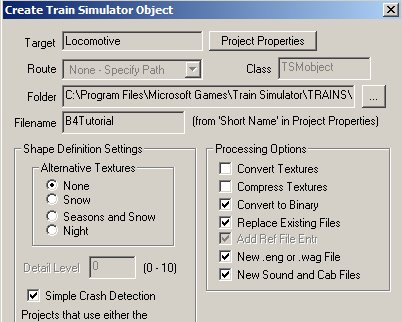 Create Train Simulator Object
Target Locomotive Project Properties
Route None - Specify Path Class TSMobject
Folder C:\Program Files\Microsoft Games\Train Simulator\TRAINS\ ...
Filename B4Tutorial (from 'Short Name' in Project Properties)
Shape Definition Settings
Alternative Textures
None
Snow
Seasons and Snow
Night
Detail Level 0 (0 - 10)
Simple Crash Detection
Projects that use either the
Processing Options
Convert Textures
Compress Textures
Convert to Binary
Replace Existing Files
Add Ref File Entr
New .eng or .wag File
New Sound and Cab Files